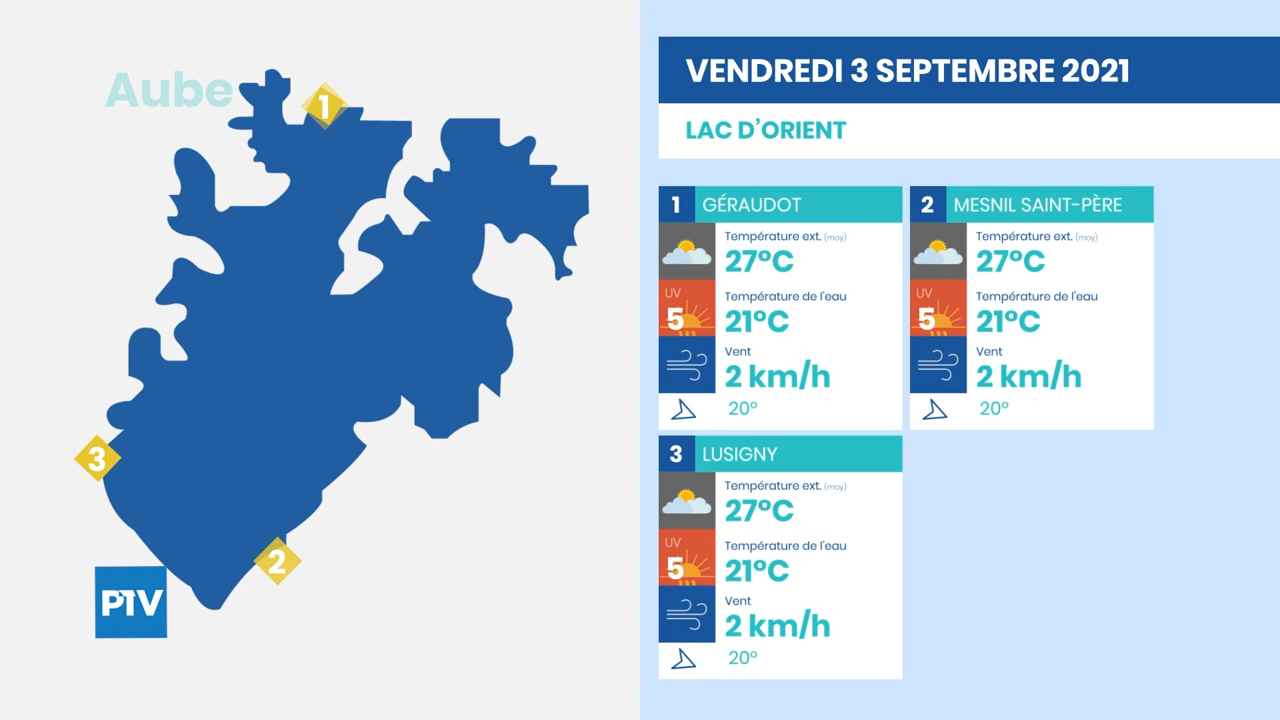 Aube
1
3
2
PTV
VENDREDI 3 SEPTEMBRE 2021
LAC D’ORIENT
1 GÉRAUDOT
Température ext. (moy)
27°C
UV
5
Température de l'eau
21°C
Vent
2 km/h
20°
2 MESNIL SAINT-PÈRE
Température ext. (moy)
27°C
UV
5
Température de l'eau
21°C
Vent
2 km/h
20°
3 LUSIGNY
Température ext. (moy)
27°C
UV
5
Température de l'eau
21°C
Vent
2 km/h
20°